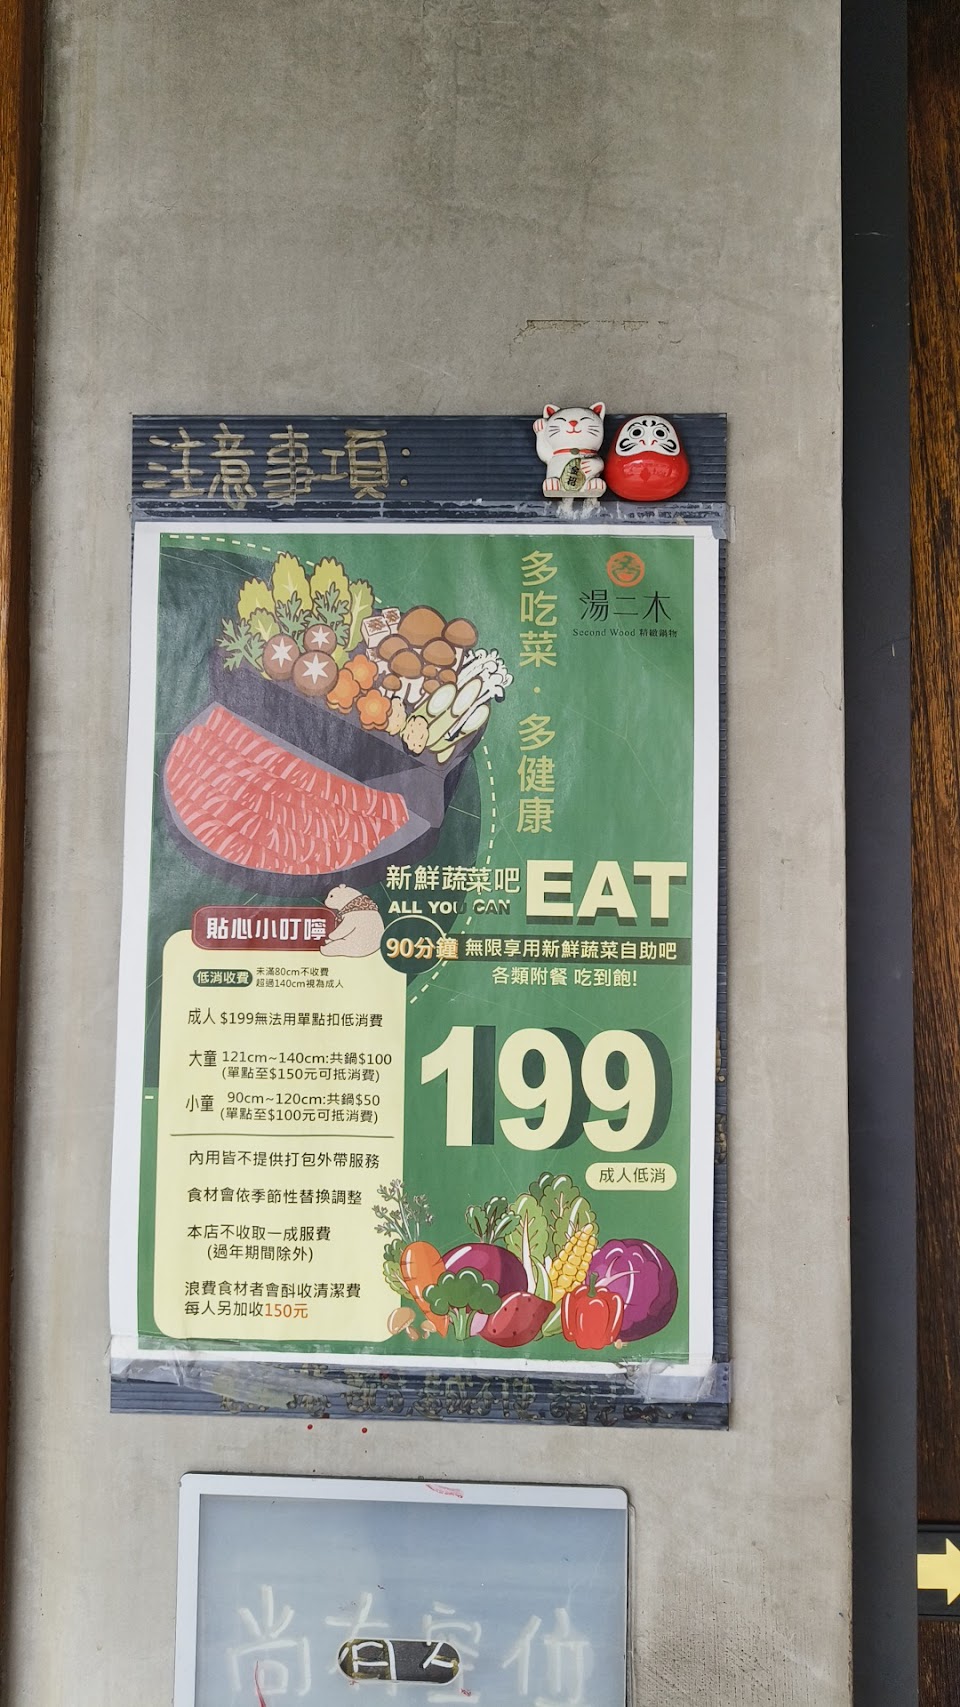 注意事項:
多吃菜·多健康
湯二木
Second Wood 精緻鍋物
新鮮蔬菜吧
ALL YOU CAN
EAT
90分鐘 無限享用新鮮蔬菜自助吧
各類附餐 吃到飽!
199
成人低消
貼心小叮嚀
低消收費
未滿80cm不收費
超過140cm視為成人
成人 $199無法用單點扣低消費
大童 121cm~140cm:共鍋$100
(單點至$150元可抵消費)
小童 90cm~120cm:共鍋$50
(單點至$100元可抵消費)
內用皆不提供打包外帶服務
食材會依季節性替換調整
本店不收取一成服費
(過年期間除外)
浪費食材者會酙收清潔費
每人另加收150元
尚有空位